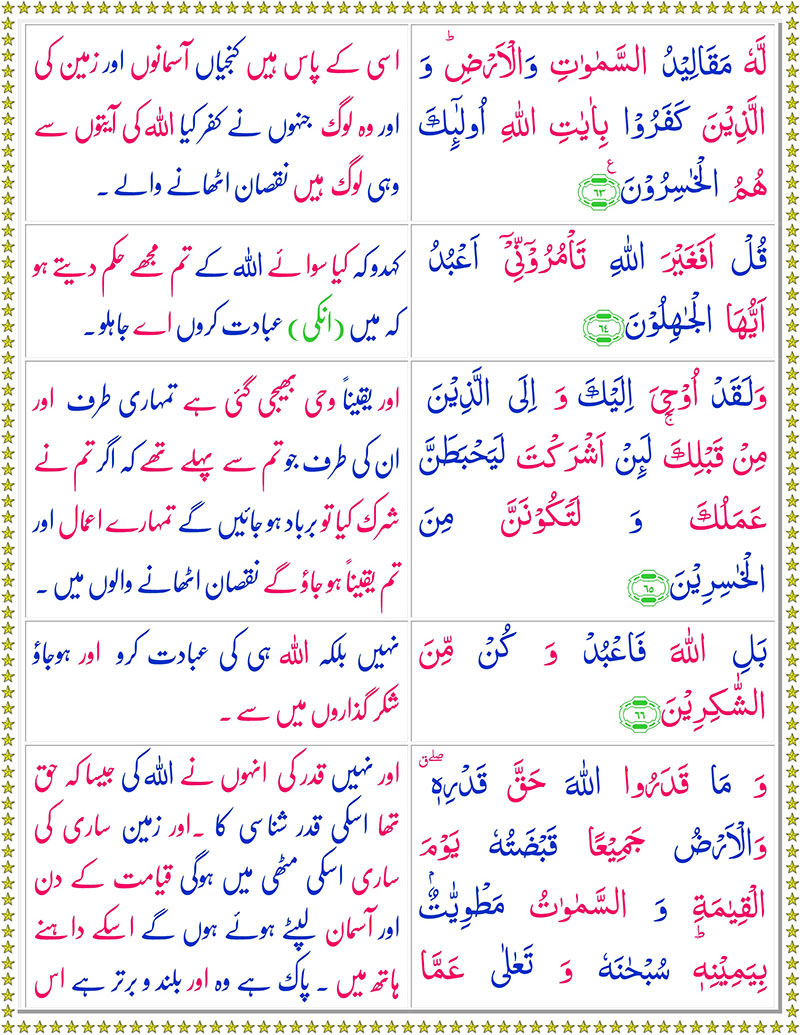 لَّهٗ مَقَالِيْدُ السَّمٰوٰتِ وَالْاَرْضِ ؕ وَ
الَّذِيْنَ كَفَرُوْا بِاٰيٰتِ اللّٰهِ اُولٰٓئِكَ
هُمُ الْخٰسِرُوْنَ ع ٦٣
اسی کے پاس ہیں کنجیاں آسمانوں اور زمین کی
اور وہ لوگ جنہوں نے کفر کیا اللہ کی آیتوں سے
وہی لوگ ہیں نقصان اٹھانے والے ۔
قُلْ اَفَغَيْرَ اللّٰهِ تَاْمُرُوْٓنِّيْٓ اَعْبُدُ
اَيُّهَا الْجٰهِلُوْنَ ٦٤
کہدو کہ کیا سوائے اللہ کے تم مجھے حکم دیتے ہو
کہ میں (انکی) عبادت کروں اے جاہلو۔
وَلَقَدْ اُوْحِيَ اِلَيْكَ وَ اِلَى الَّذِيْنَ
مِنْ قَبْلِكَ ۚ لَىِٕنْ اَشْرَكْتَ لَيَحْبَطَنَّ
عَمَلُكَ وَ لَتَكُوْنَنَّ مِنَ
الْخٰسِرِيْنَ ٦٥
اور یقیناً وحی بھیجی گئی ہے تمہاری طرف اور
ان کی طرف جو تم سے پہلے تھے کہ اگر تم نے
شرک کیا تو برباد ہو جائیں گے تمہارے اعمال اور
تم یقیناً ہو جاؤ گے نقصان اٹھانے والوں میں ۔
بَلِ اللّٰهَ فَاعْبُدْ وَ كُنْ مِّنَ
الشّٰكِرِيْنَ ٦٦
نہیں بلکہ اللہ ہی کی عبادت کرو اور ہوجاؤ
شکر گذاروں میں سے ۔
وَ مَا قَدَرُوا اللّٰهَ حَقَّ قَدْرِهٖ ۖق
وَالْاَرْضُ جَمِيْعًا قَبْضَتُهٗ يَوْمَ
الْقِيٰمَةِ وَ السَّمٰوٰتُ مَطْوِيّٰتٌۢ
بِيَمِيْنِهٖ ؕ سُبْحٰنَهٗ وَ تَعٰلٰى عَمَّا
اور نہیں قدر کی انہوں نے اللہ کی جیسا کہ حق
تھا اسکی قدر شناسی کا ۔اور زمین ساری کی
ساری اسکی مٹھی میں ہوگی قیامت کے دن
اور آسمان لپٹے ہوئے ہوں گے اسکے داہنے
ہاتھ میں ۔ پاک ہے وہ اور بلند و برتر ہے اس